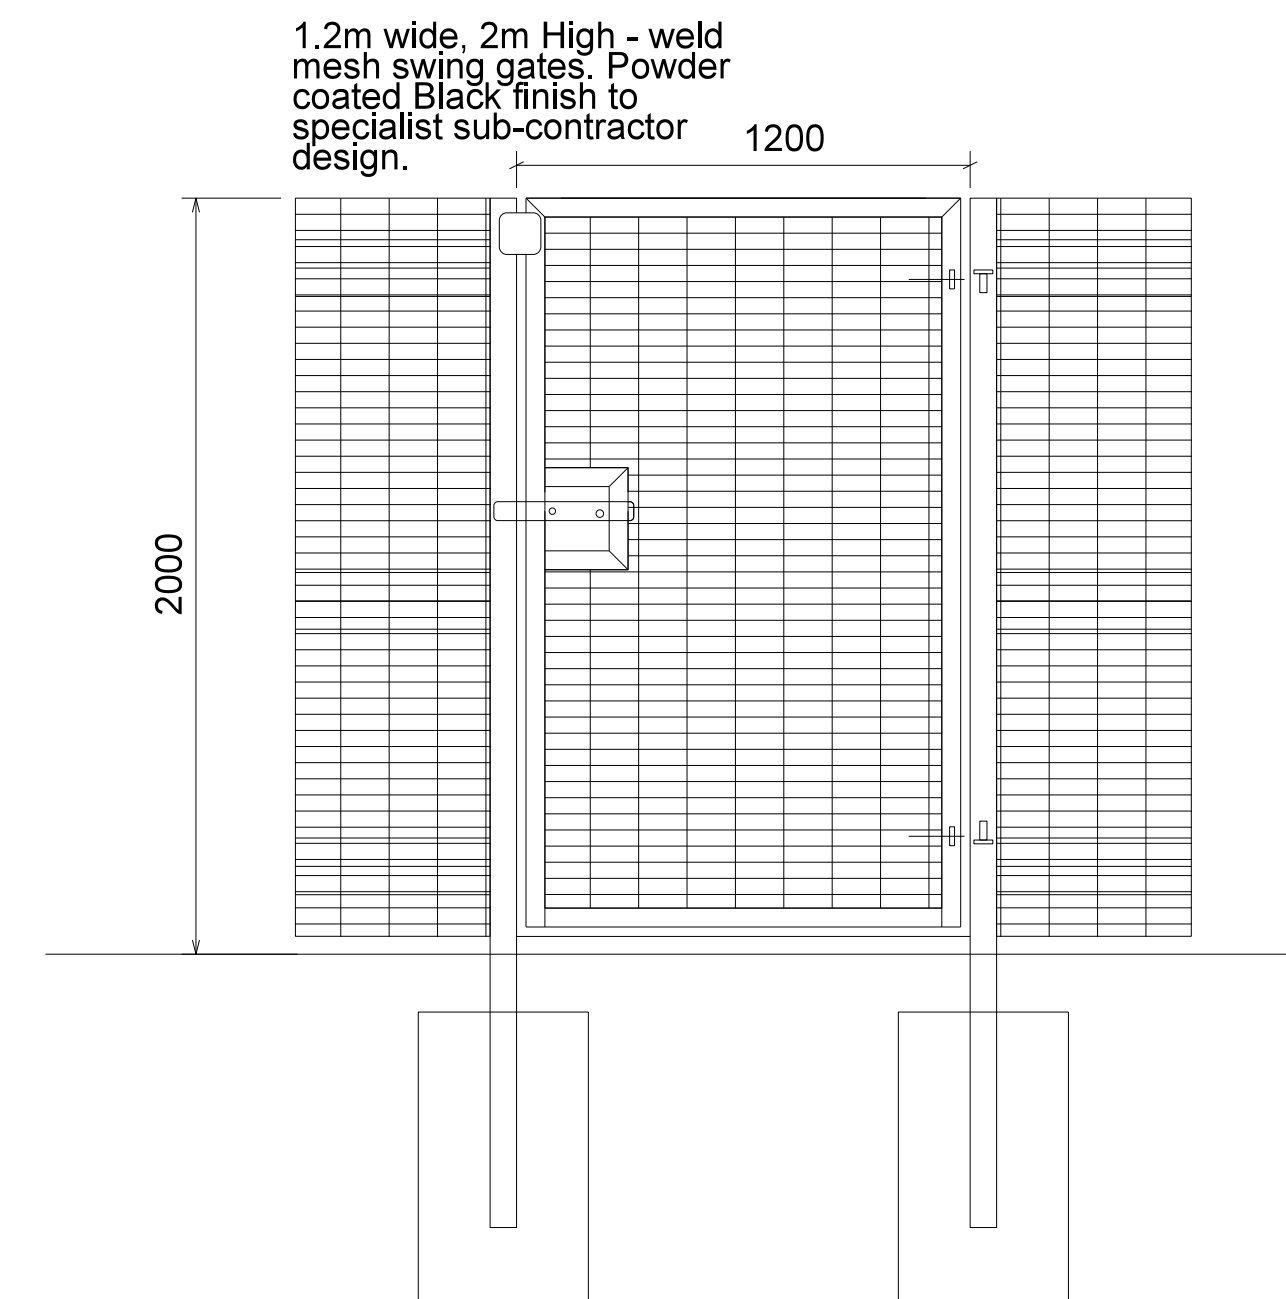 1.2m wide, 2m High - weld
mesh swing gates. Powder
coated Black finish to
specialist sub-contractor
design.
1200
2000